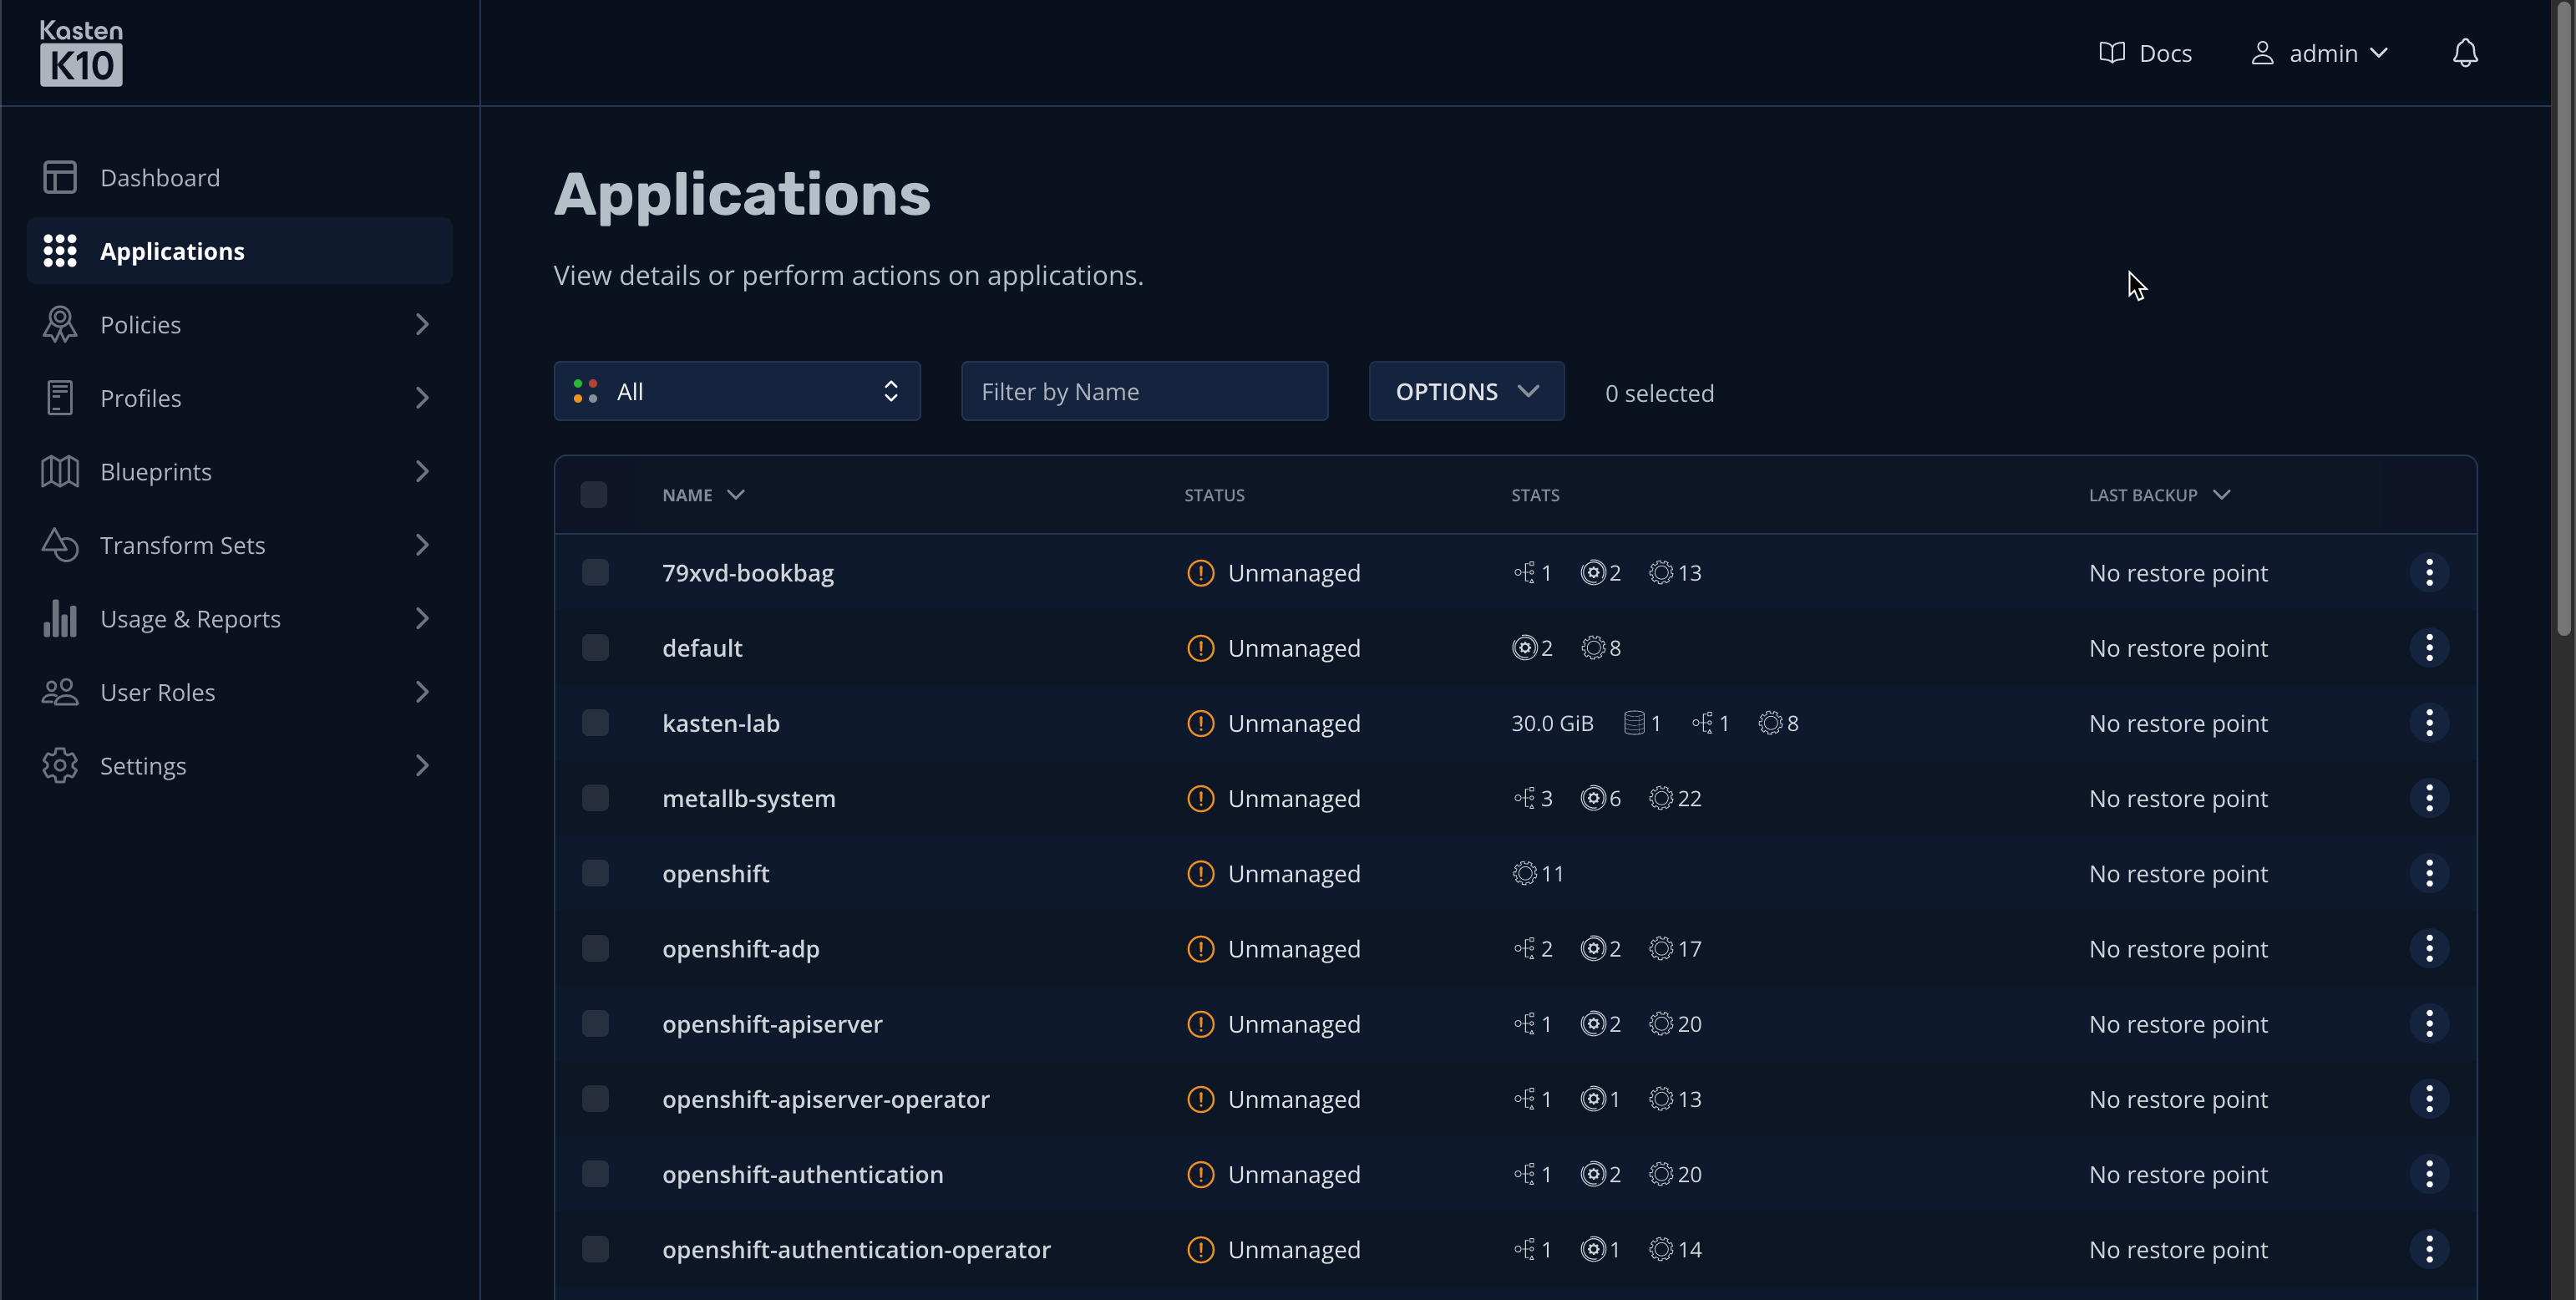 Kasten
K10
Docs
admin
Dashboard
Applications
Policies
Profiles
Blueprints
Transform Sets
Usage & Reports
User Roles
Settings
Applications
View details or perform actions on applications.
All
Filter by Name
OPTIONS
0 selected
NAME STATUS STATS LAST BACKUP
79xvd-bookbag Unmanaged 1 2 13 No restore point
default Unmanaged 2 8 No restore point
kasten-lab Unmanaged 30.0 GiB 1 1 8 No restore point
metallb-system Unmanaged 3 6 22 No restore point
openshift Unmanaged 11 No restore point
openshift-adp Unmanaged 2 2 17 No restore point
openshift-apiserver Unmanaged 1 2 20 No restore point
openshift-apiserver-operator Unmanaged 1 1 13 No restore point
openshift-authentication Unmanaged 1 2 20 No restore point
openshift-authentication-operator Unmanaged 1 1 14 No restore point